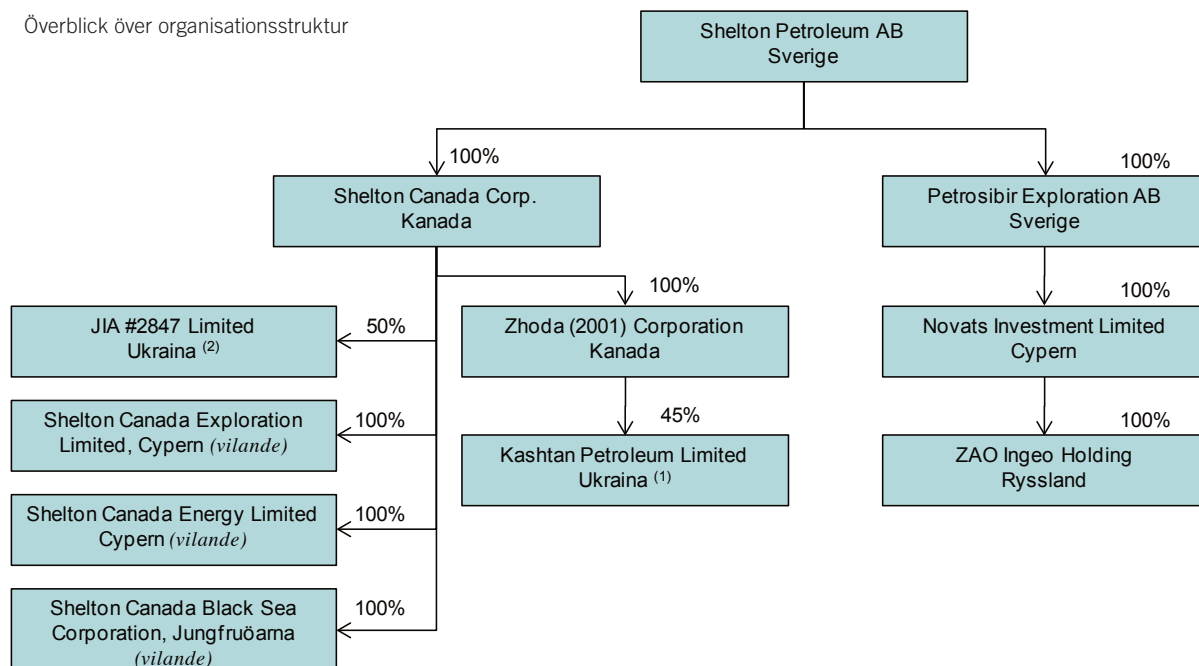 Överblick över organisationsstruktur
Shelton Petroleum AB
Sverige
100%
100%
Shelton Canada Corp.
Kanada
Petrosibir Exploration AB
Sverige
100%
100%
JIA #2847 Limited
Ukraina (2)
50%
Zhoda (2001) Corporation
Kanada
Novats Investment Limited
Cypern
Shelton Canada Exploration
Limited, Cypern (vilande)
100%
45%
100%
Kashtan Petroleum Limited
Ukraina (1)
ZAO Ingeo Holding
Ryssland
Shelton Canada Energy Limited
Cypern (vilande)
100%
Shelton Canada Black Sea
Corporation, Jungfruöarna
(vilande)
100%